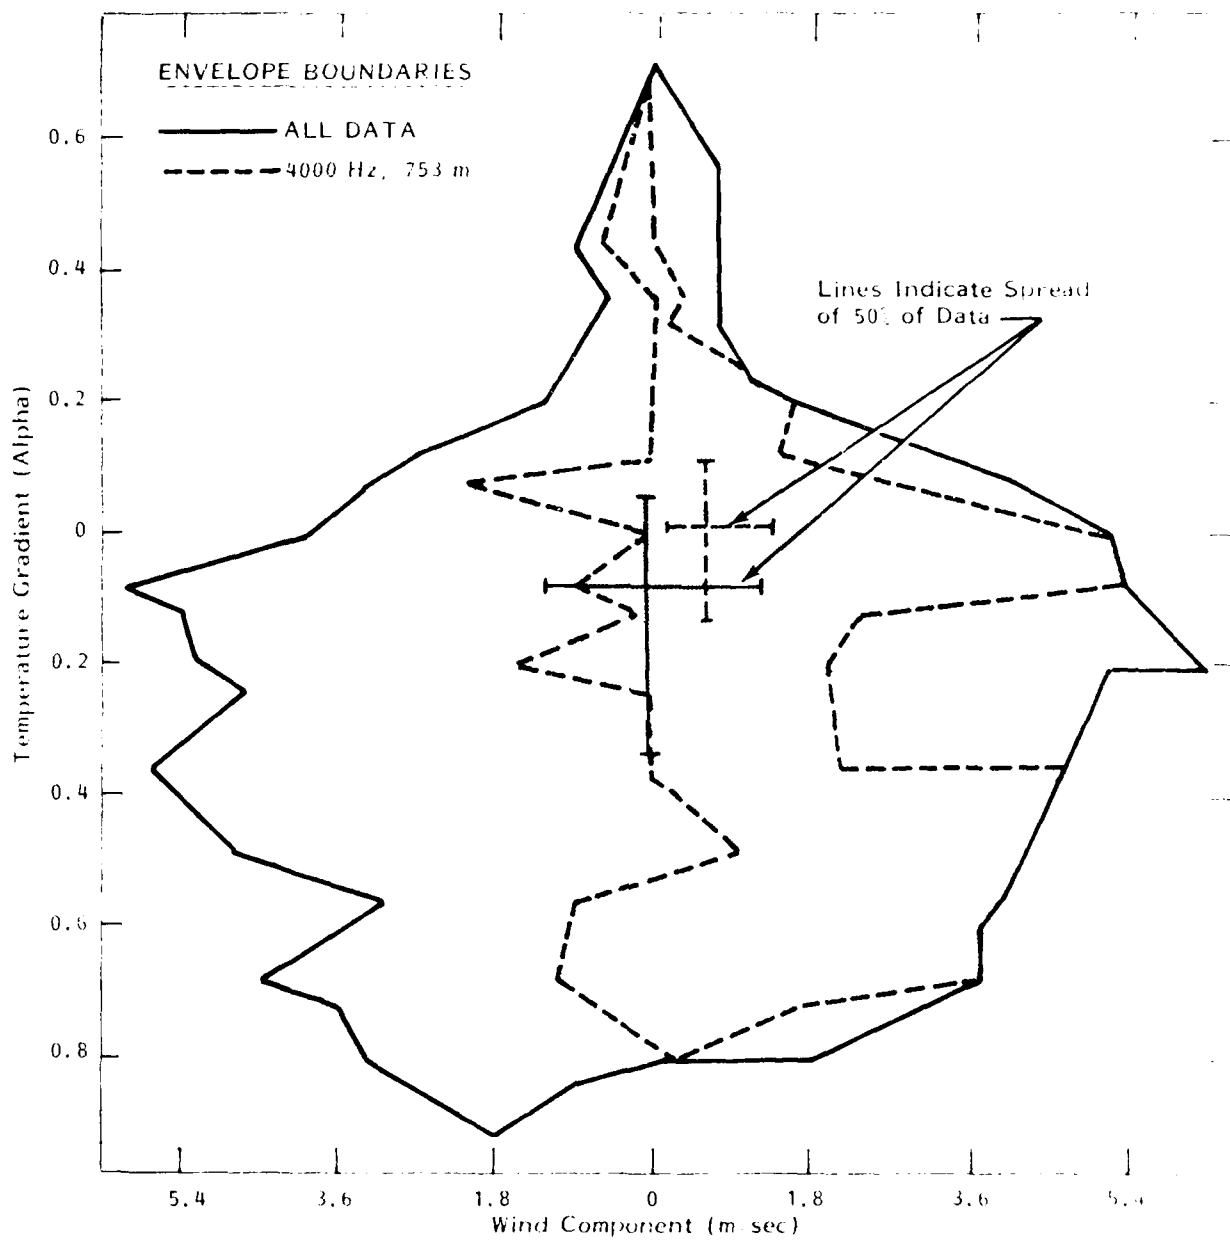 ENVELOPE BOUNDARIES
ALL DATA
4000 Hz, 753 m
Lines Indicate Spread
of 50% of Data
Temperature Gradient (Alpha)
0.6
0.4
0.2
0
0.2
0.4
0.6
0.8
5.4
3.6
1.8
0
1.8
3.6
5.4
Wind Component (m sec)